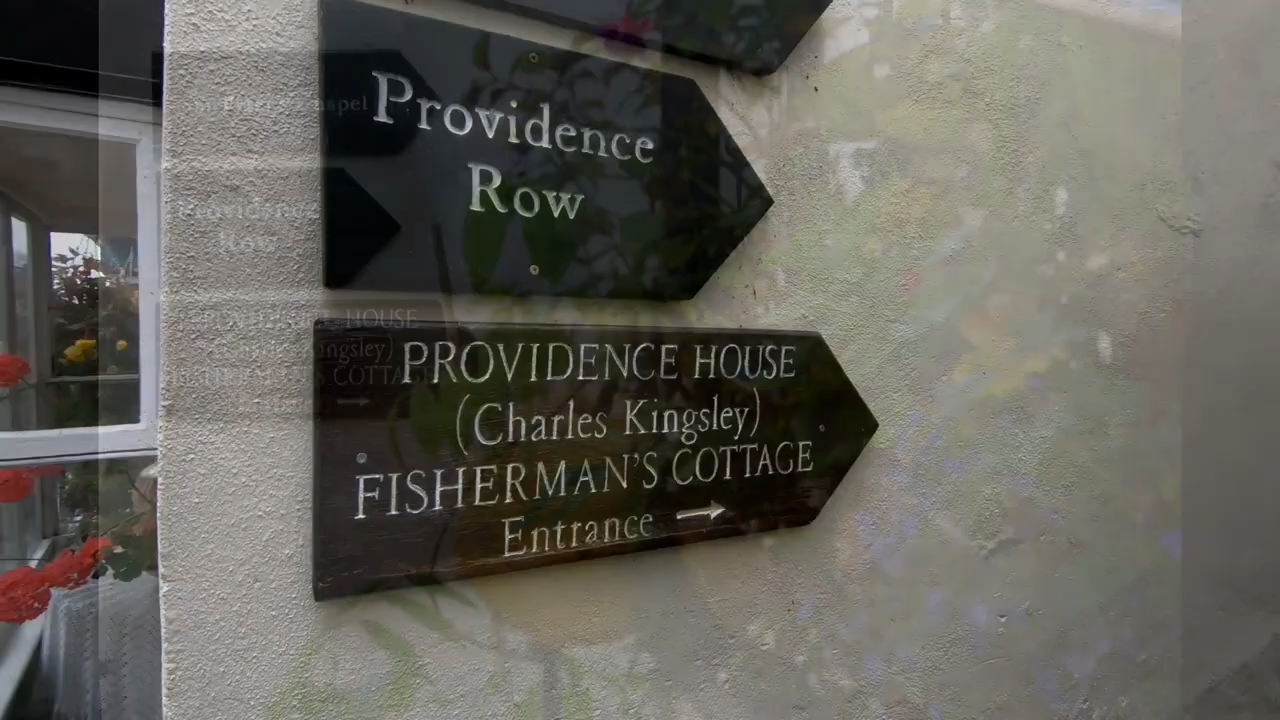 Providence
Row
PROVIDENCE HOUSE
(Charles Kingsley)
FISHERMAN'S COTTAGE
Entrance →